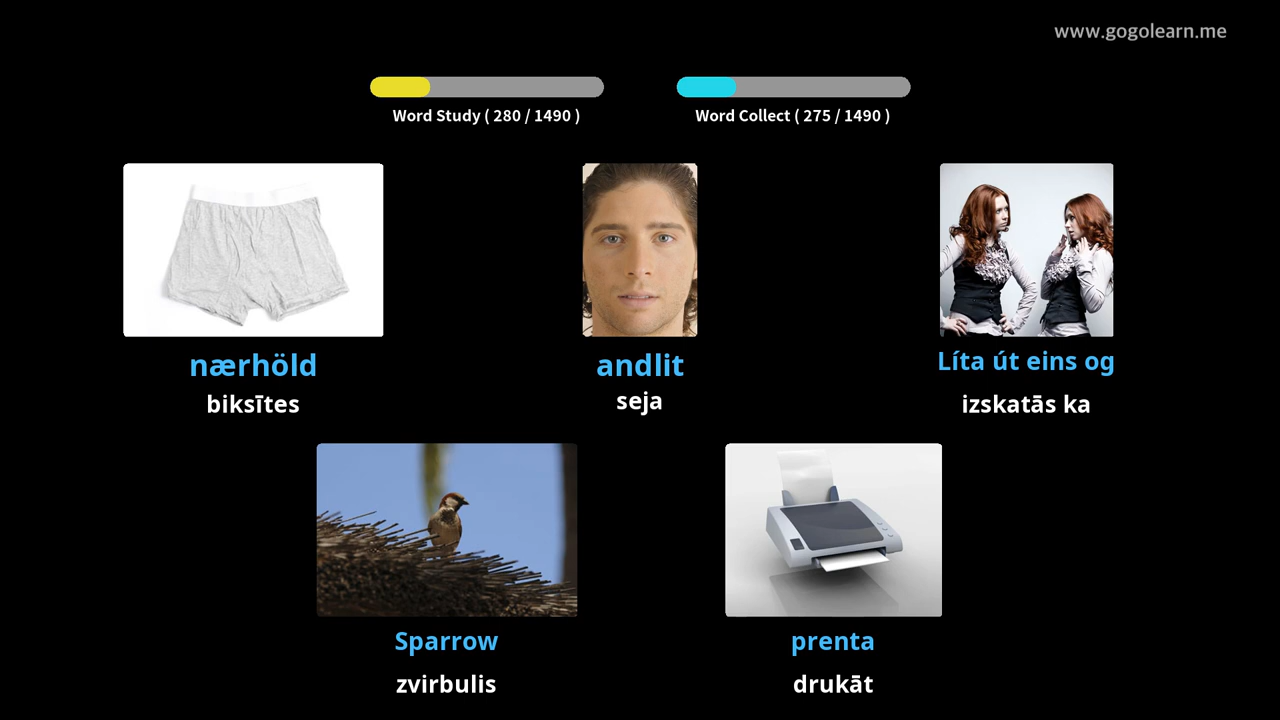 www.gogolearn.me
Word Study ( 280 / 1490 )
Word Collect ( 275 / 1490 )
nærhöld
biksītes
andlit
seja
Líta út eins og
izskatās ka
Sparrow
zvirbulis
prenta
drukāt